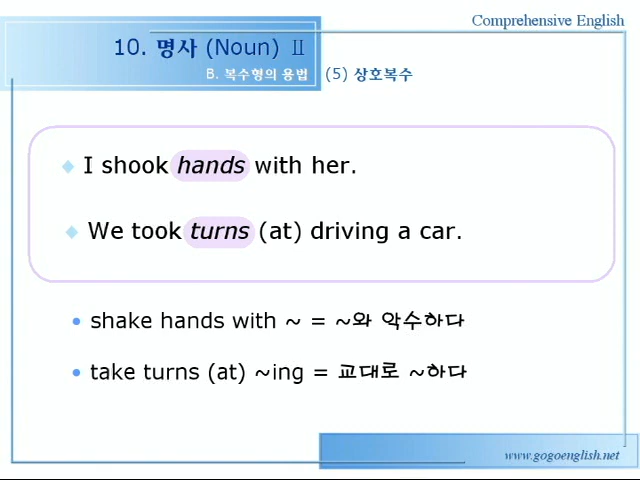 Comprehensive English
10. 명사 (Noun) Ⅱ
B. 복수형의 용법 (5) 상호복수
I shook hands with her.
We took turns (at) driving a car.
shake hands with ~ = ~와 악수하다
take turns (at) ~ing = 교대로 ~하다
www.gogoenglish.net